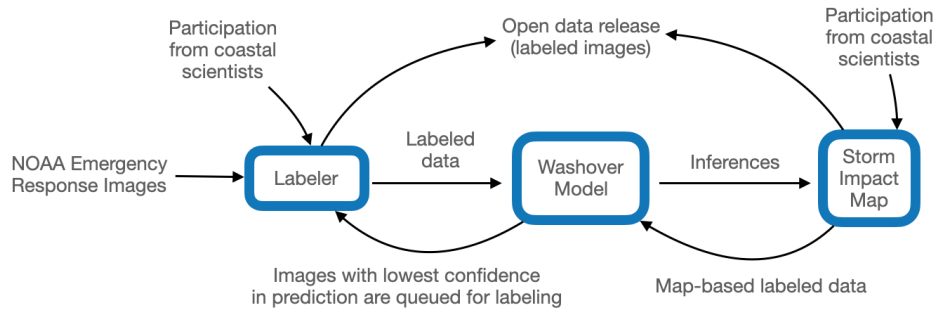 Participation
from coastal
scientists
Open data release
(labeled images)
Participation
from coastal
scientists
NOAA Emergency
Response Images
Labeler
Labeled
data
Washover
Model
Inferences
Storm
Impact
Map
Images with lowest confidence
in prediction are queued for labeling
Map-based labeled data